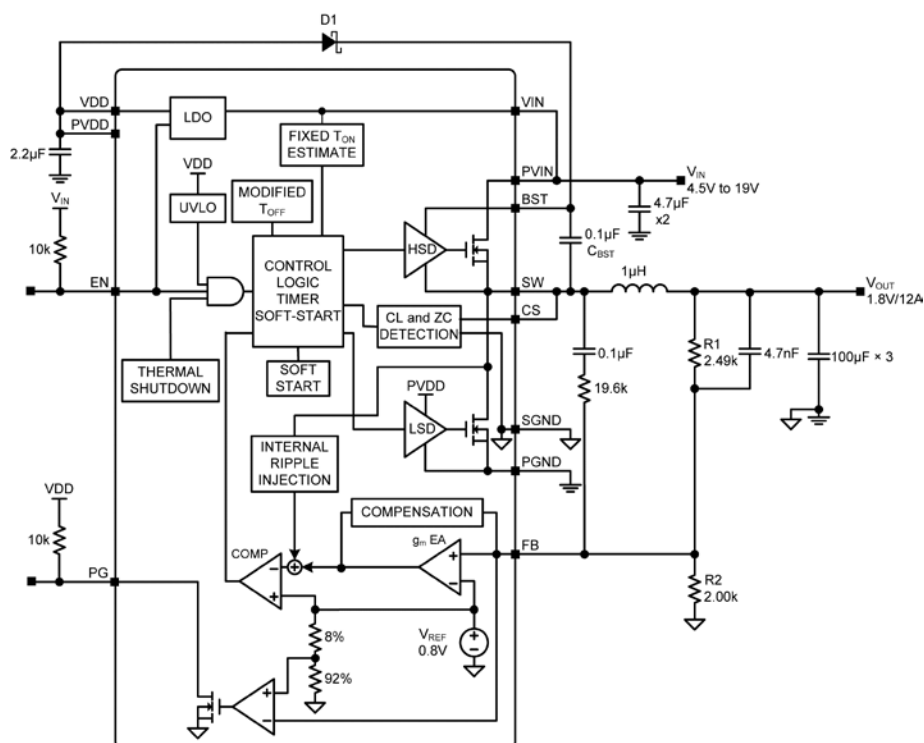 D1
VDD
LDO
VIN
PVDD
FIXED TON
ESTIMATE
2.2µF
VDD
PVIN
VIN
4.5V to 19V
VIN
UVLO
MODIFIED
TOFF
BST
4.7µF
x2
10k
HSD
0.1µF
CBST
CONTROL
LOGIC
TIMER
SOFT-START
1µH
EN
SW
VOUT
1.8V/12A
CS
CL and ZC
DETECTION
0.1µF
R1
2.49k
4.7nF
100µF × 3
THERMAL
SHUTDOWN
SOFT
START
19.6k
PVDD
LSD
SGND
INTERNAL
RIPPLE
INJECTION
PGND
VDD
COMPENSATION
10k
COMP
gm EA
FB
+
−
+
−
PG
+
−
R2
2.00k
8%
VREF
0.8V
+
−
92%
+
−